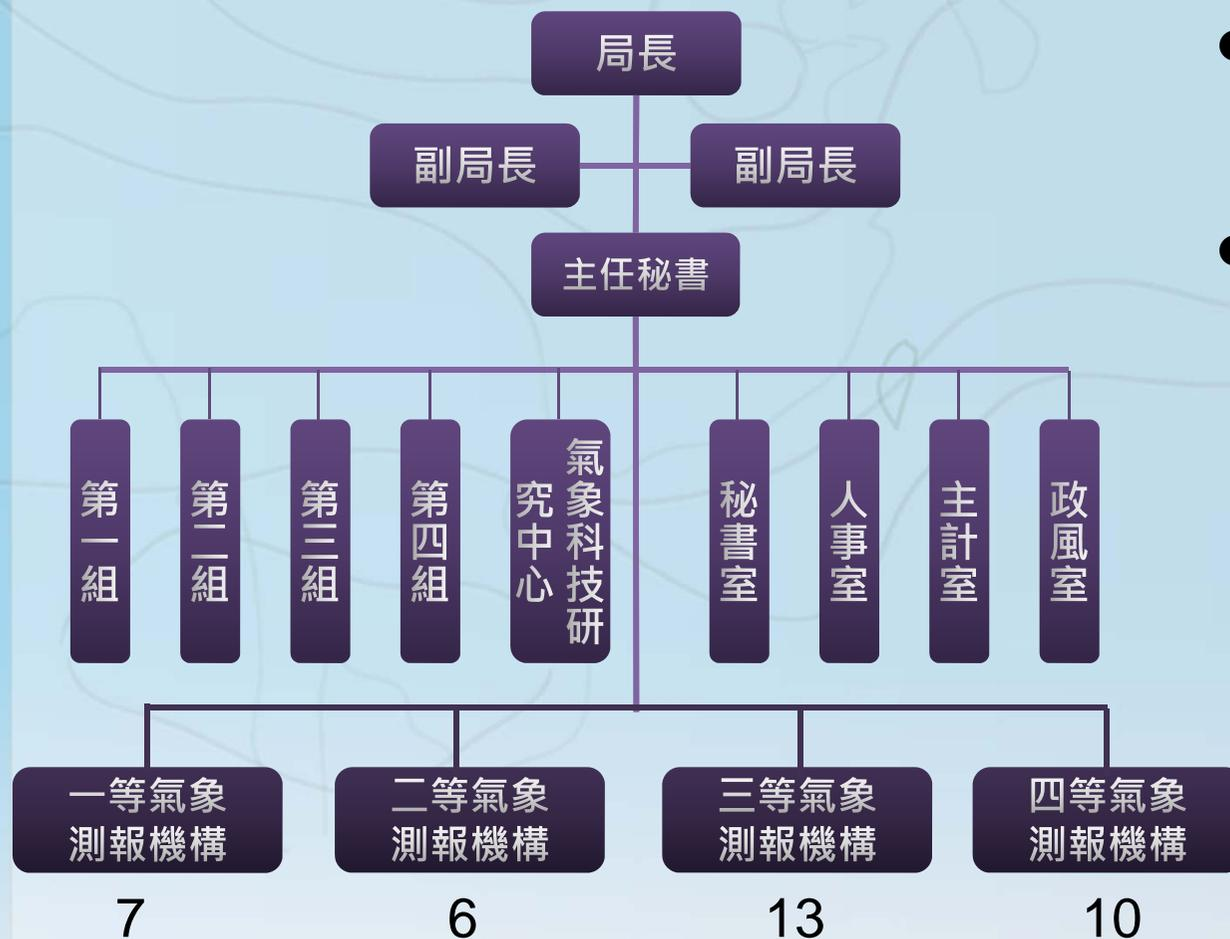 局長
副局長
副局長
主任秘書
第一組
第二組
第三組
第四組
氣象科技研
究中心
秘書室
人事室
主計室
政風室
一等氣象
測報機構
二等氣象
測報機構
三等氣象
測報機構
四等氣象
測報機構
7
6
13
10